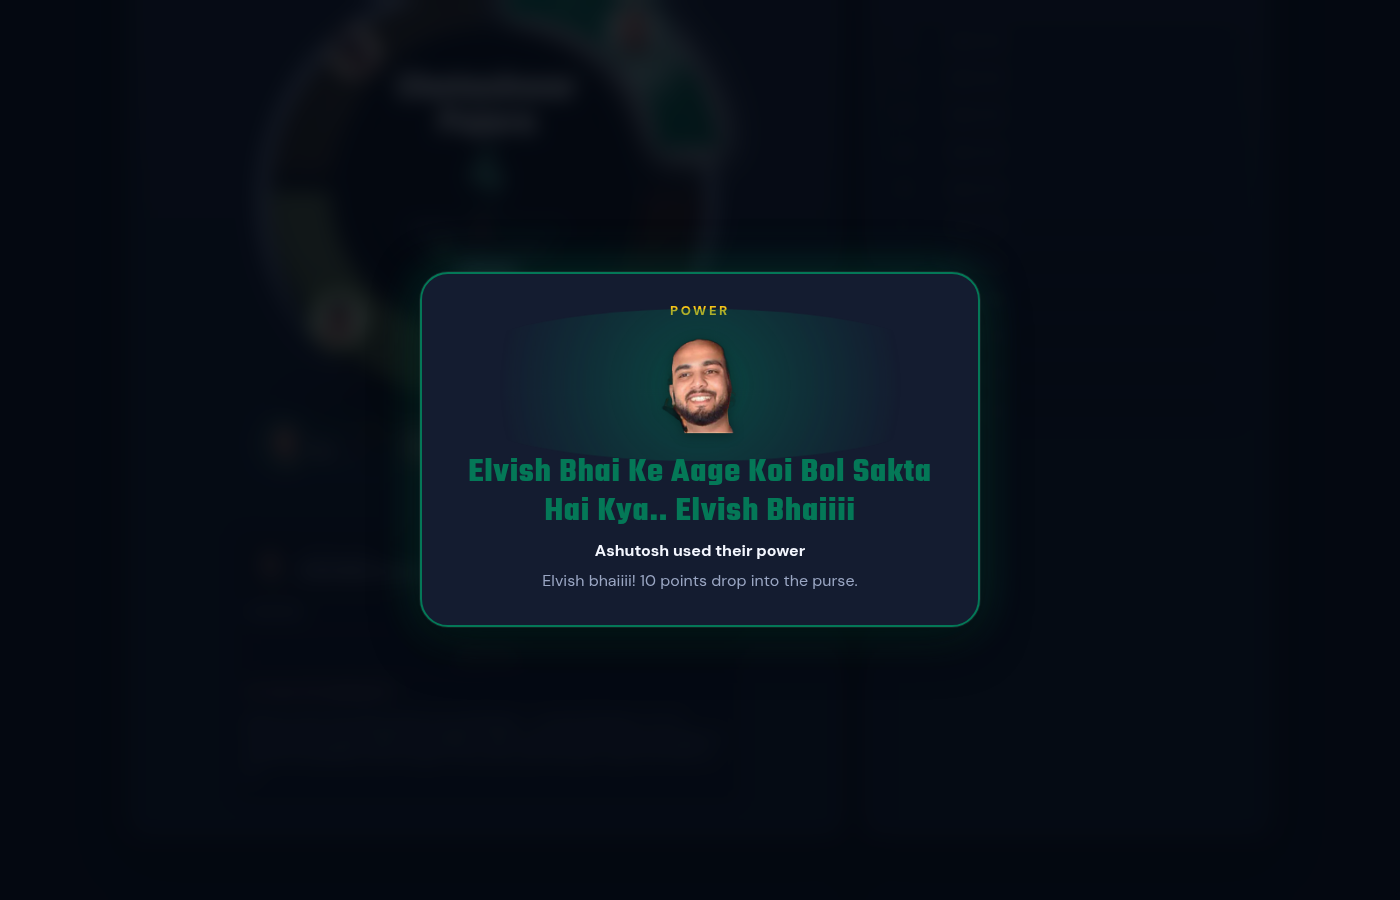 POWER
Elvish Bhai Ke Aage Koi Bol Sakta
Hai Kya.. Elvish Bhaiiii
Ashutosh used their power
Elvish bhaiiii! 10 points drop into the purse.